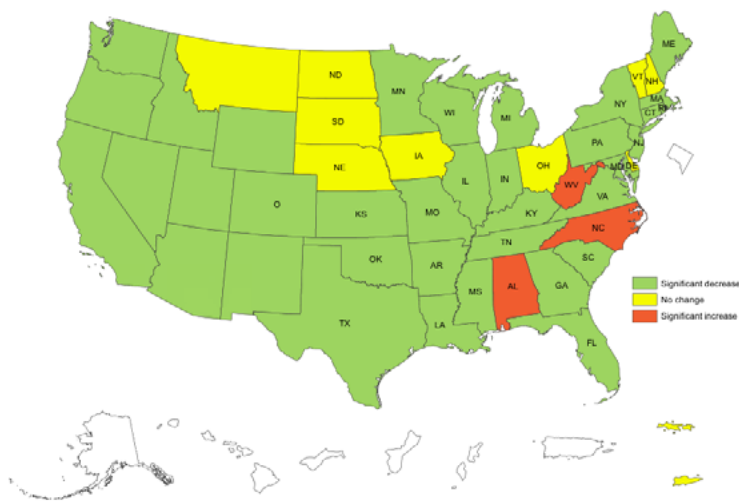 ME
ND
MN
VT
NH
SD
WI
NY
MA
MI
CT
IA
PA
NE
NJ
OH
IL
IN
MD
DE
WV
VA
O
KS
MO
KY
NC
TN
OK
AR
SC
MS
AL
GA
TX
LA
FL
Significant decrease
No change
Significant increase